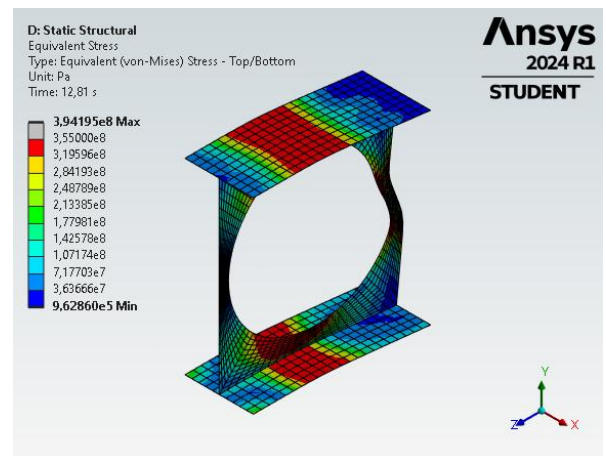 D: Static Structural
Equivalent Stress
Type: Equivalent (von-Mises) Stress - Top/Bottom
Unit: Pa
Time: 12,81 s
3,94195e8 Max
3,55000e8
3,19596e8
2,84193e8
2,48789e8
2,13385e8
1,77981e8
1,42578e8
1,07174e8
7,17703e7
3,63666e7
9,62860e5 Min
Ansys
2024 R1
STUDENT
Y
Z
X